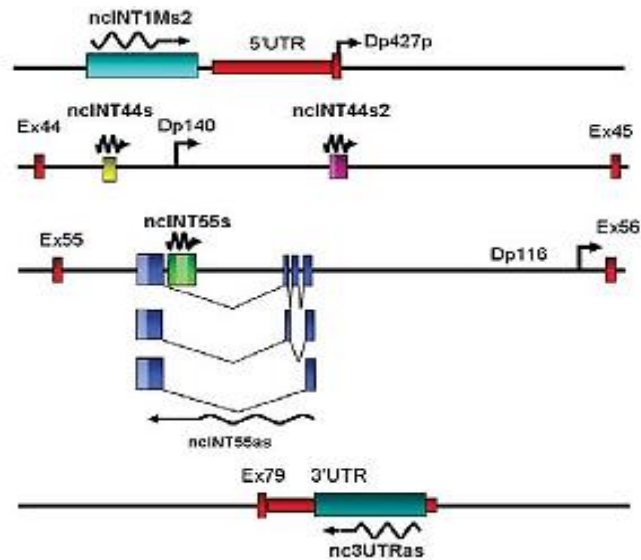 ncINT1Ms2
5'UTR
Dp427p
ncINT44s
ncINT44s2
Ex44
Dp140
Ex45
ncINT55s
Ex55
Ex56
Dp116
ncINT55as
Ex79
3'UTR
nc3UTRas